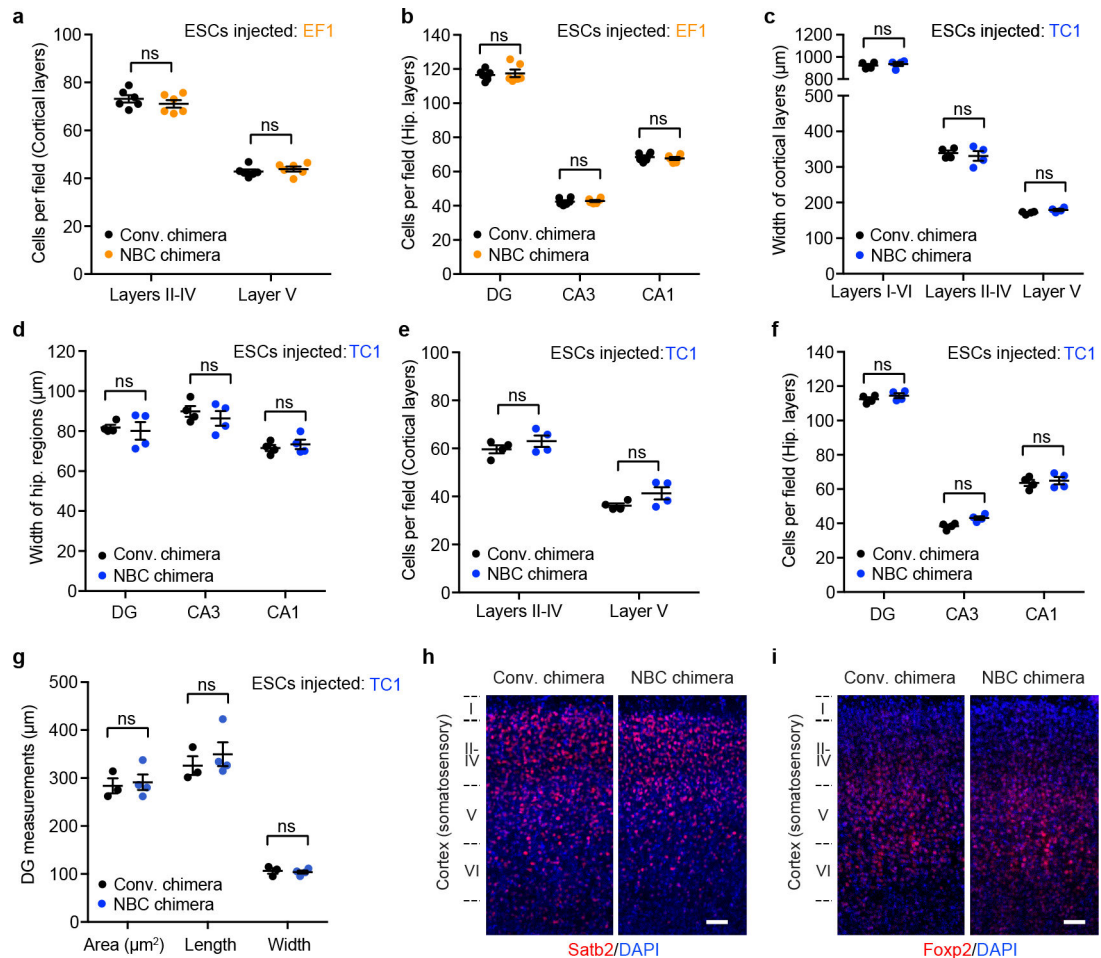 a
ESCs injected: EF1
Cells per field (Cortical layers)
100
80
60
40
20
0
ns
ns
Conv. chimera
NBC chimera
Layers II-IV
Layer V
b
ESCs injected: EF1
Cells per field (Hip. layers)
140
120
100
80
60
40
20
0
ns
ns
ns
Conv. chimera
NBC chimera
DG
CA3
CA1
c
ESCs injected: TC1
Width of cortical layers (µm)
1200
1000
800
500
400
300
200
100
0
ns
ns
ns
Conv. chimera
NBC chimera
Layers I-VI
Layers II-IV
Layer V
d
ESCs injected: TC1
Width of hip. regions (µm)
120
100
80
60
40
20
0
ns
ns
ns
Conv. chimera
NBC chimera
DG
CA3
CA1
e
ESCs injected: TC1
Cells per field (Cortical layers)
100
80
60
40
20
0
ns
ns
Conv. chimera
NBC chimera
Layers II-IV
Layer V
f
ESCs injected: TC1
Cells per field (Hip. layers)
140
120
100
80
60
40
20
0
ns
ns
ns
Conv. chimera
NBC chimera
DG
CA3
CA1
g
ESCs injected: TC1
DG measurements (µm)
500
400
300
200
100
0
ns
ns
ns
Conv. chimera
NBC chimera
Area (µm²)
Length
Width
h
Conv. chimera
NBC chimera
Cortex (somatosensory)
I
II-
IV
V
VI
Satb2/DAPI
i
Conv. chimera
NBC chimera
Cortex (somatosensory)
I
II-
IV
V
VI
Foxp2/DAPI